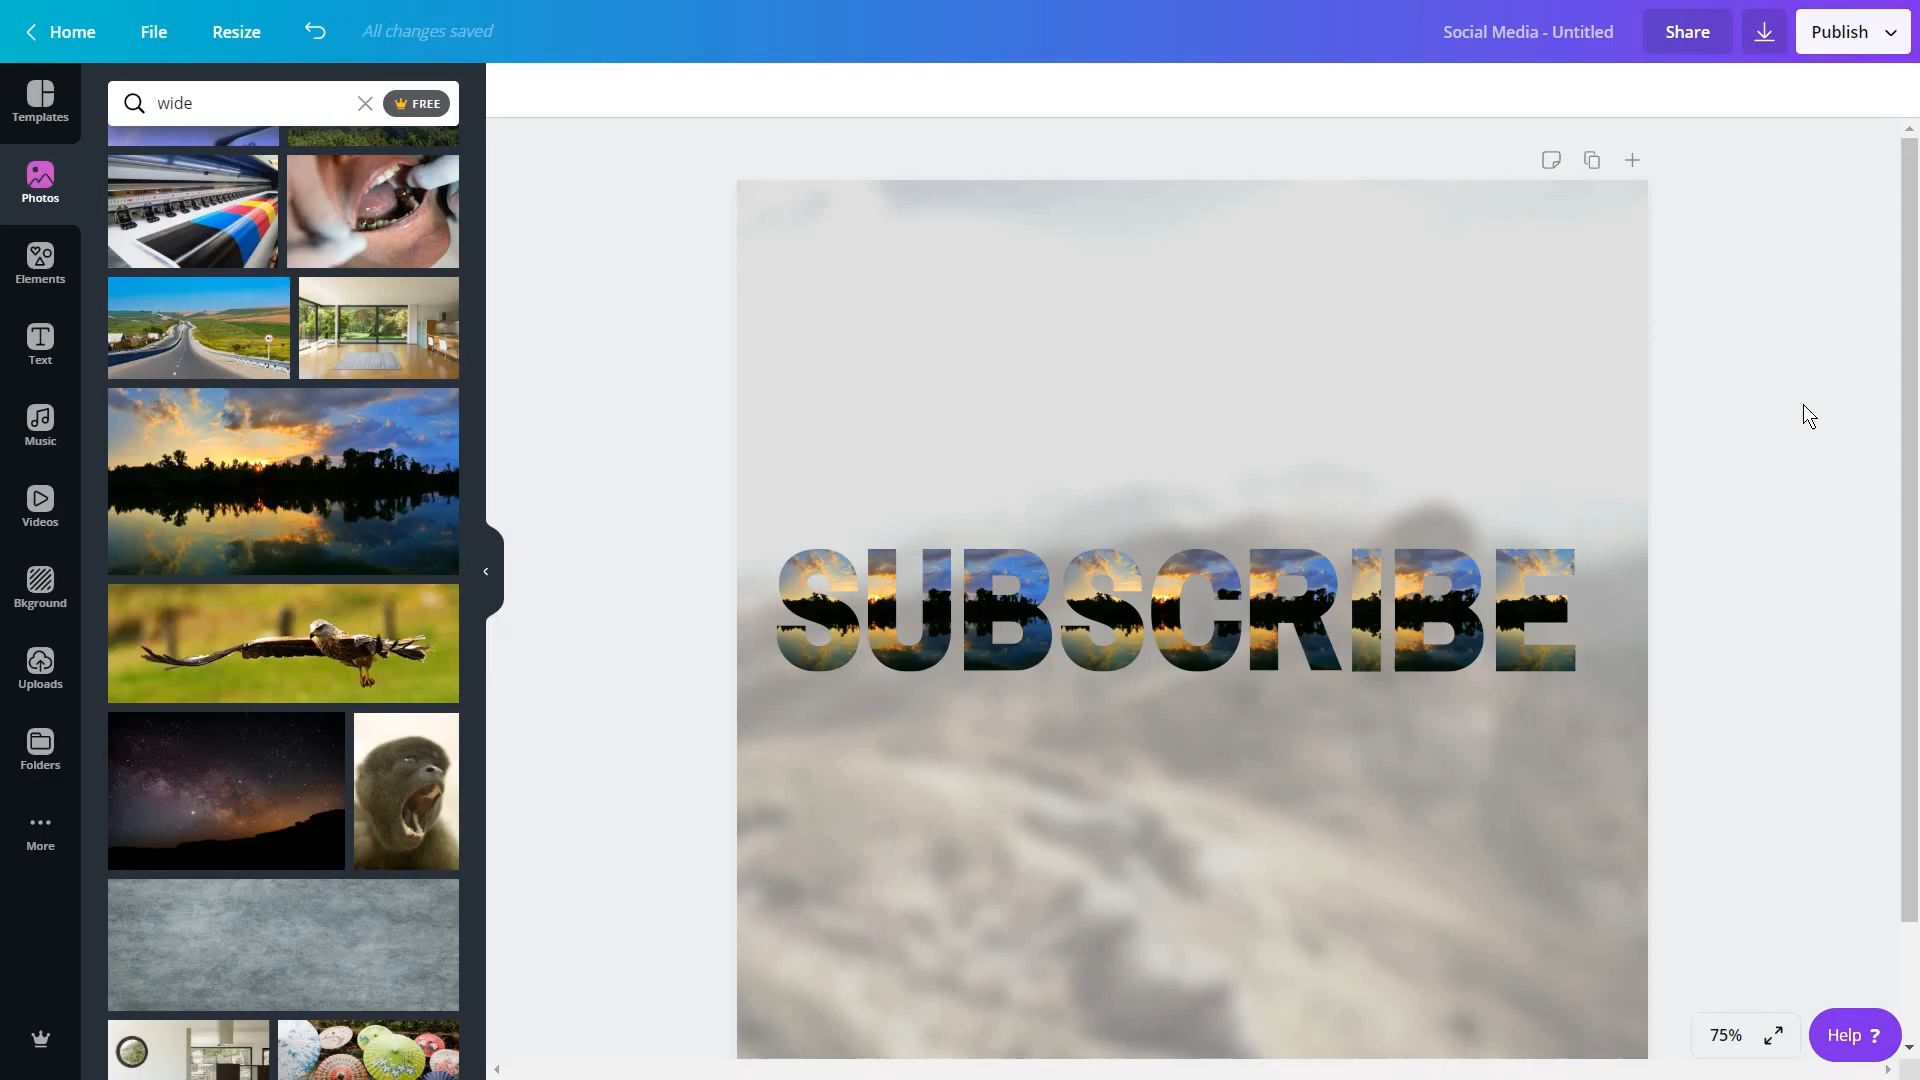 Home
File
Resize
All changes saved
Social Media - Untitled
Share
Publish
Templates
Photos
Elements
Text
Music
Videos
Bkground
Uploads
Folders
More
wide
FREE
SUBSCRIBE
75%
Help ?